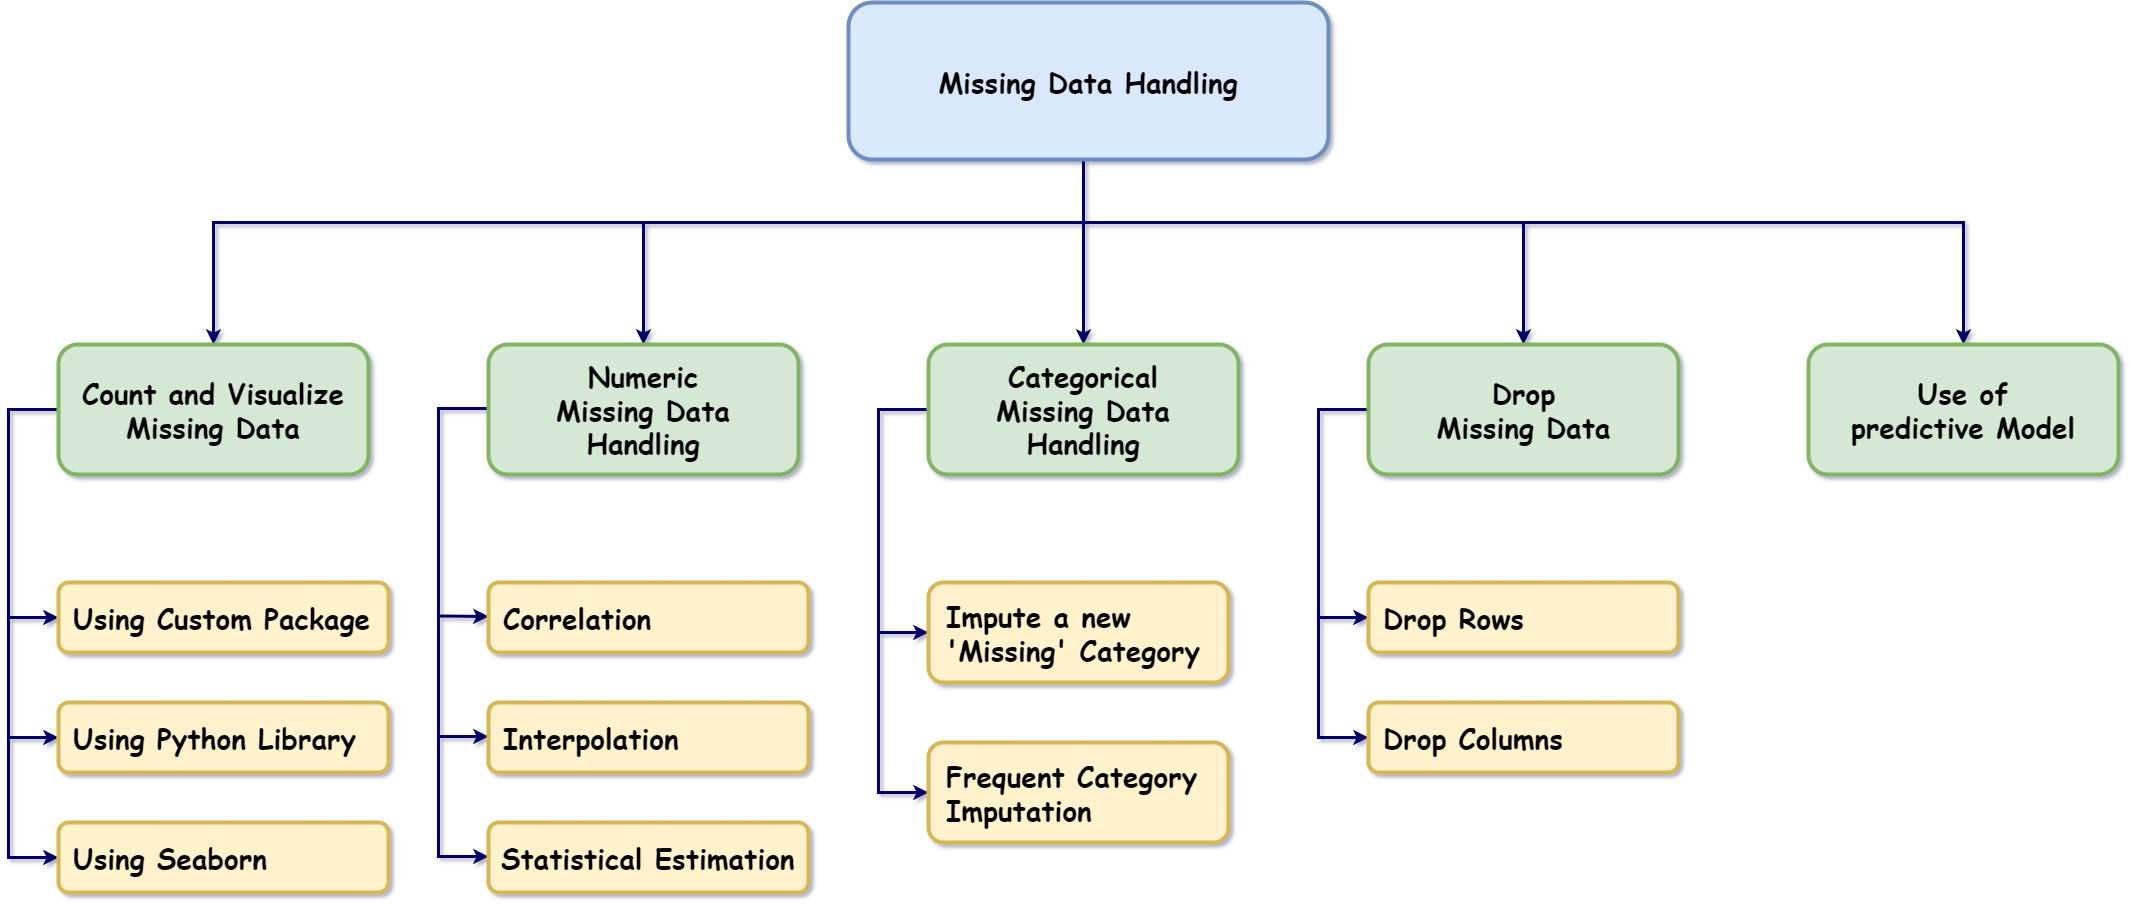 Missing Data Handling
Count and Visualize
Missing Data
Numeric
Missing Data
Handling
Categorical
Missing Data
Handling
Drop
Missing Data
Use of
predictive Model
Using Custom Package
Using Python Library
Using Seaborn
Correlation
Interpolation
Statistical Estimation
Impute a new
'Missing' Category
Frequent Category
Imputation
Drop Rows
Drop Columns